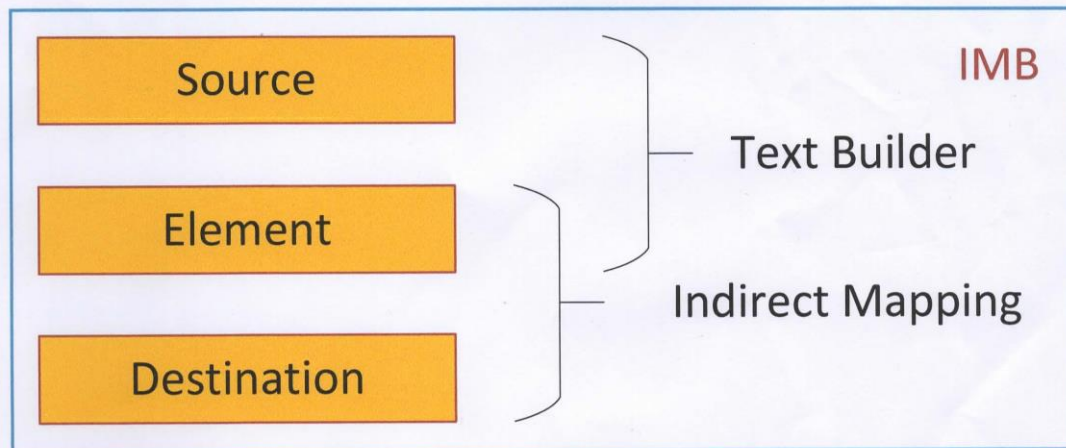 Source
IMB
Text Builder
Element
Indirect Mapping
Destination